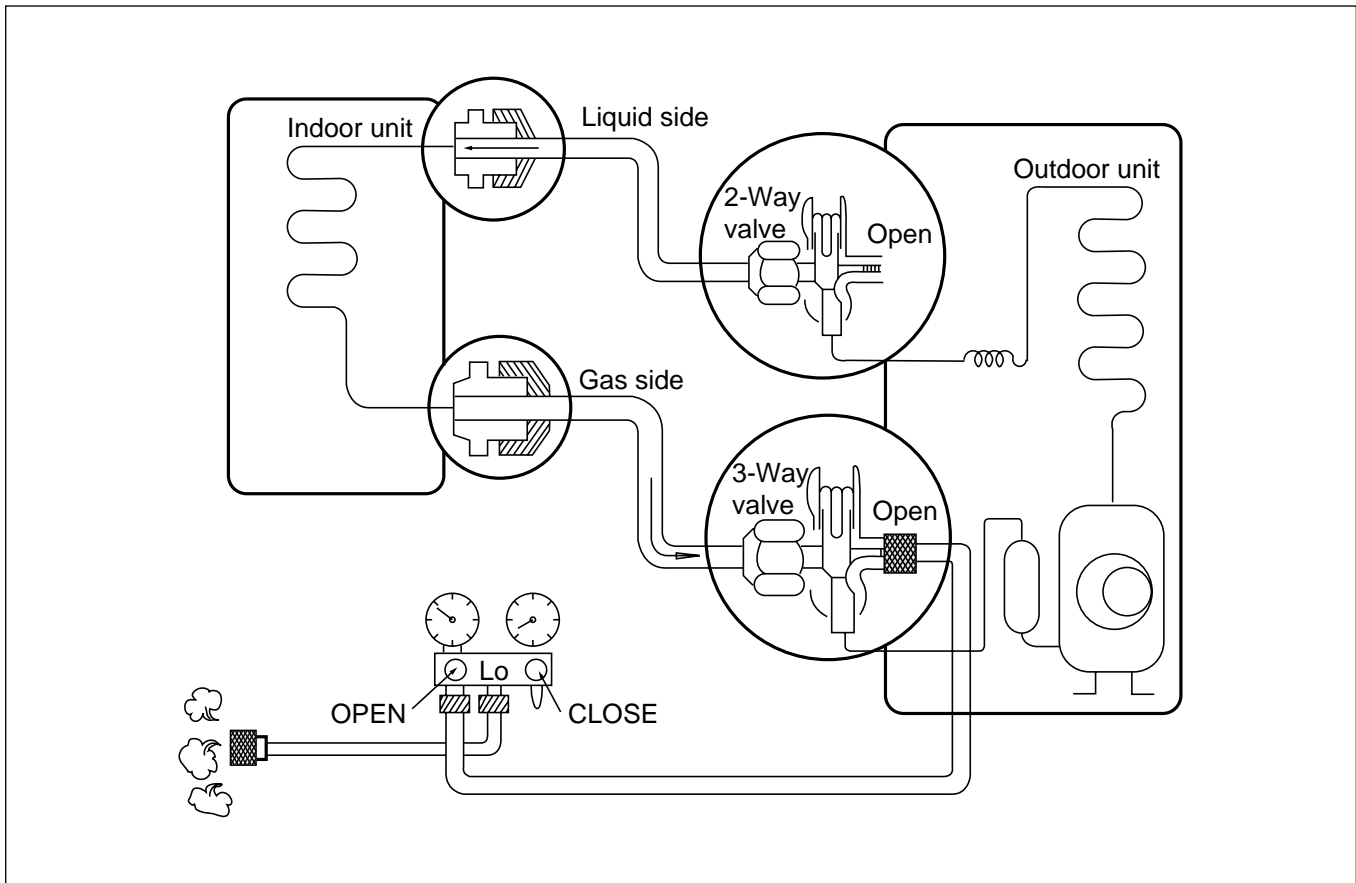 Indoor unit
Liquid side
2-Way
valve
Open
Outdoor unit
Gas side
3-Way
valve
Open
Lo
OPEN
CLOSE